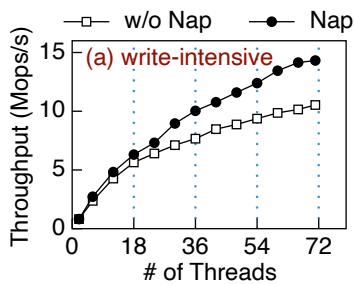 w/o Nap Nap
(a) write-intensive
Throughput (Mops/s)
15
10
5
0
0 18 36 54 72
# of Threads